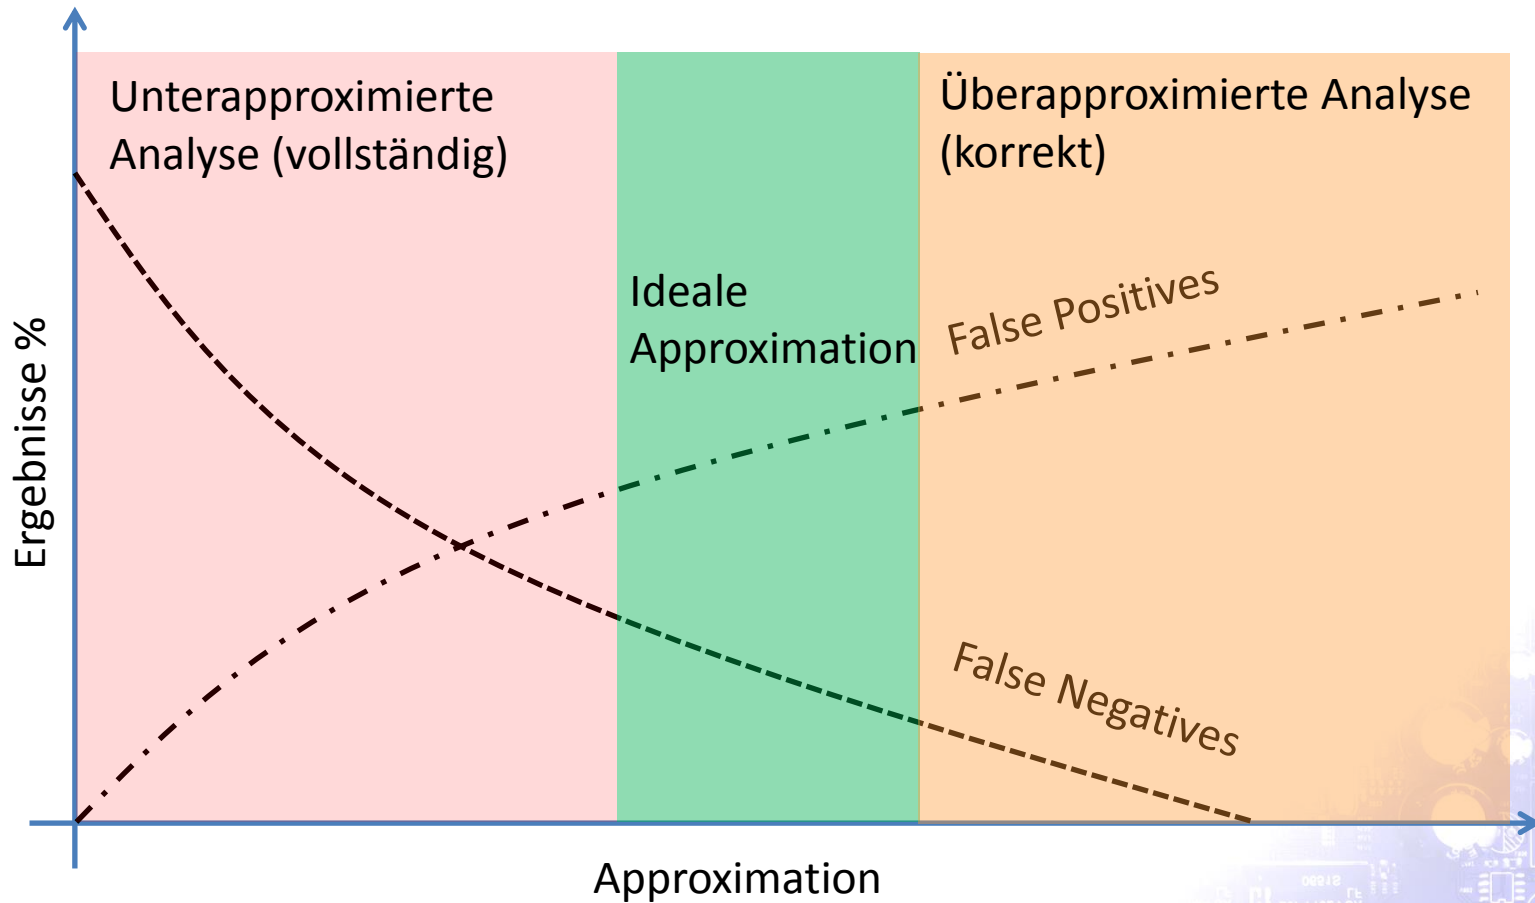 Unterapproximierte
Analyse (vollständig)
Überapproximierte Analyse
(korrekt)
Ideale
Approximation
False Positives
False Negatives
Ergebnisse %
Approximation